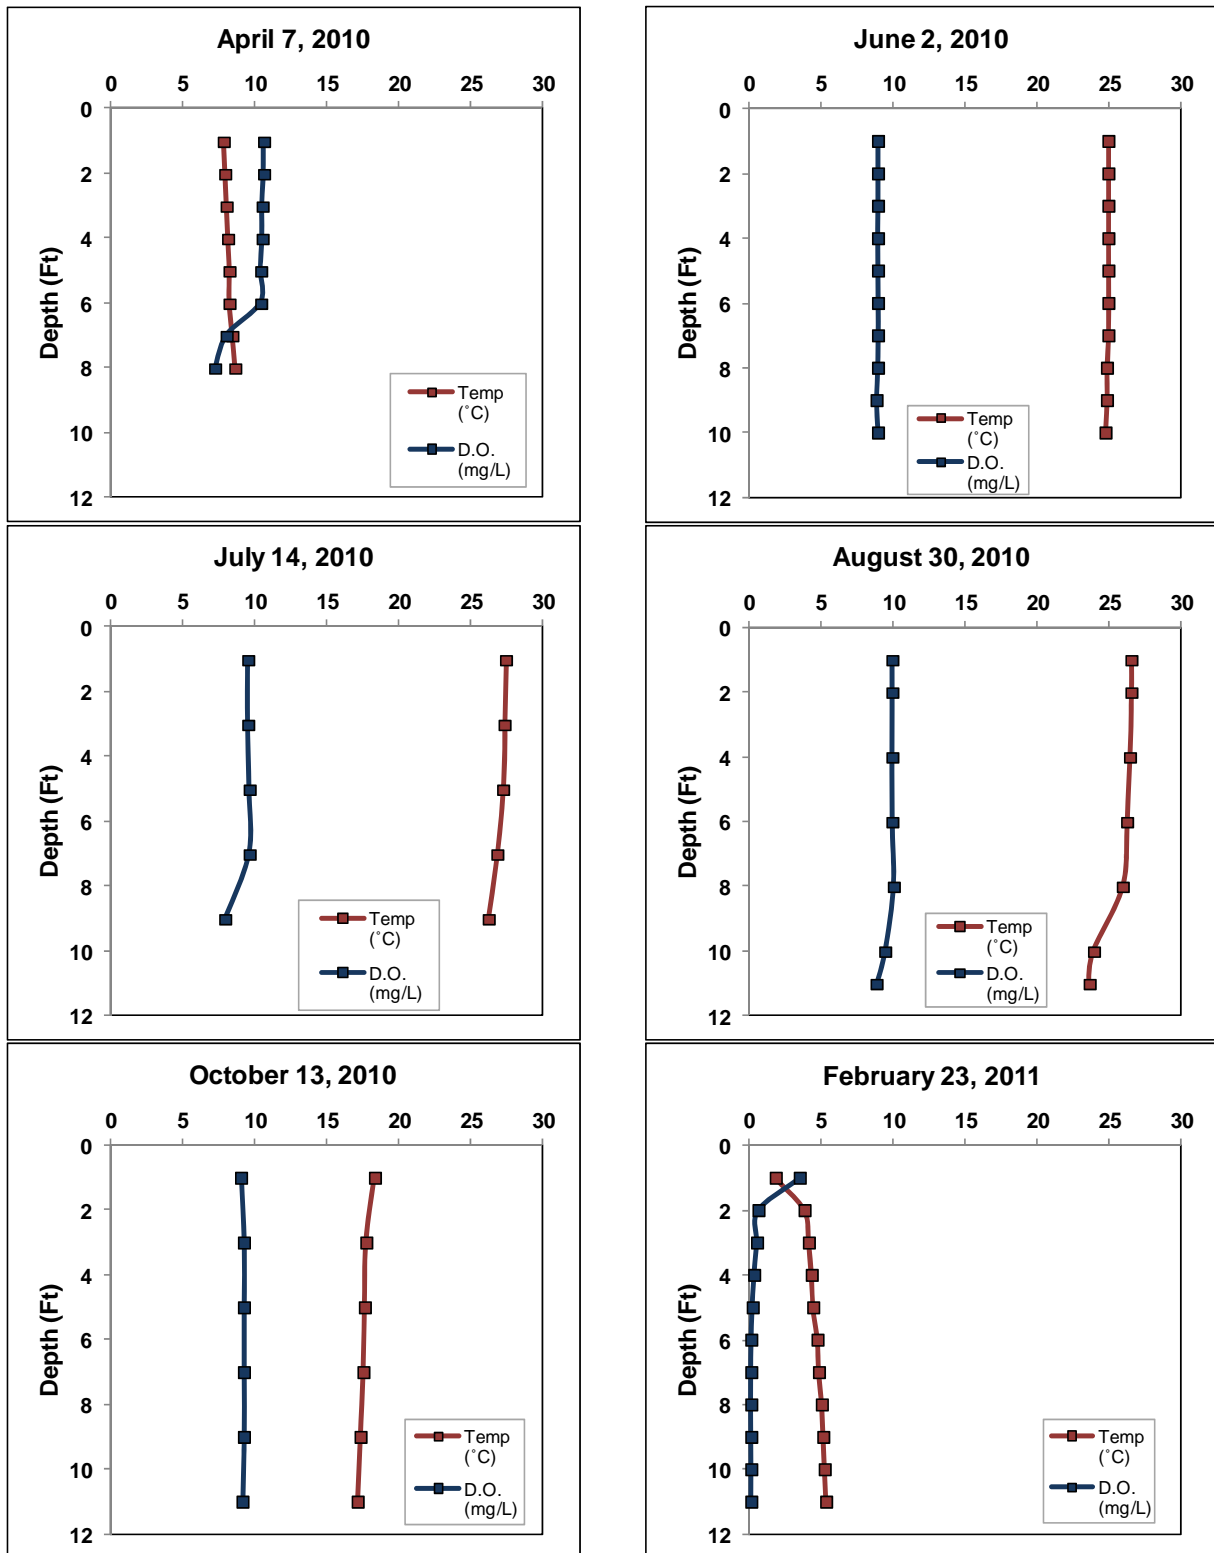 April 7, 2010
0 5 10 15 20 25 30
0
2
4
6
8
10
12
Depth (Ft)
Temp
(˚C)
D.O.
(mg/L)
June 2, 2010
0 5 10 15 20 25 30
0
2
4
6
8
10
12
Depth (Ft)
Temp
(˚C)
D.O.
(mg/L)
July 14, 2010
0 5 10 15 20 25 30
0
2
4
6
8
10
12
Depth (Ft)
Temp
(˚C)
D.O.
(mg/L)
August 30, 2010
0 5 10 15 20 25 30
0
2
4
6
8
10
12
Depth (Ft)
Temp
(˚C)
D.O.
(mg/L)
October 13, 2010
0 5 10 15 20 25 30
0
2
4
6
8
10
12
Depth (Ft)
Temp
(˚C)
D.O.
(mg/L)
February 23, 2011
0 5 10 15 20 25 30
0
2
4
6
8
10
12
Depth (Ft)
Temp
(˚C)
D.O.
(mg/L)